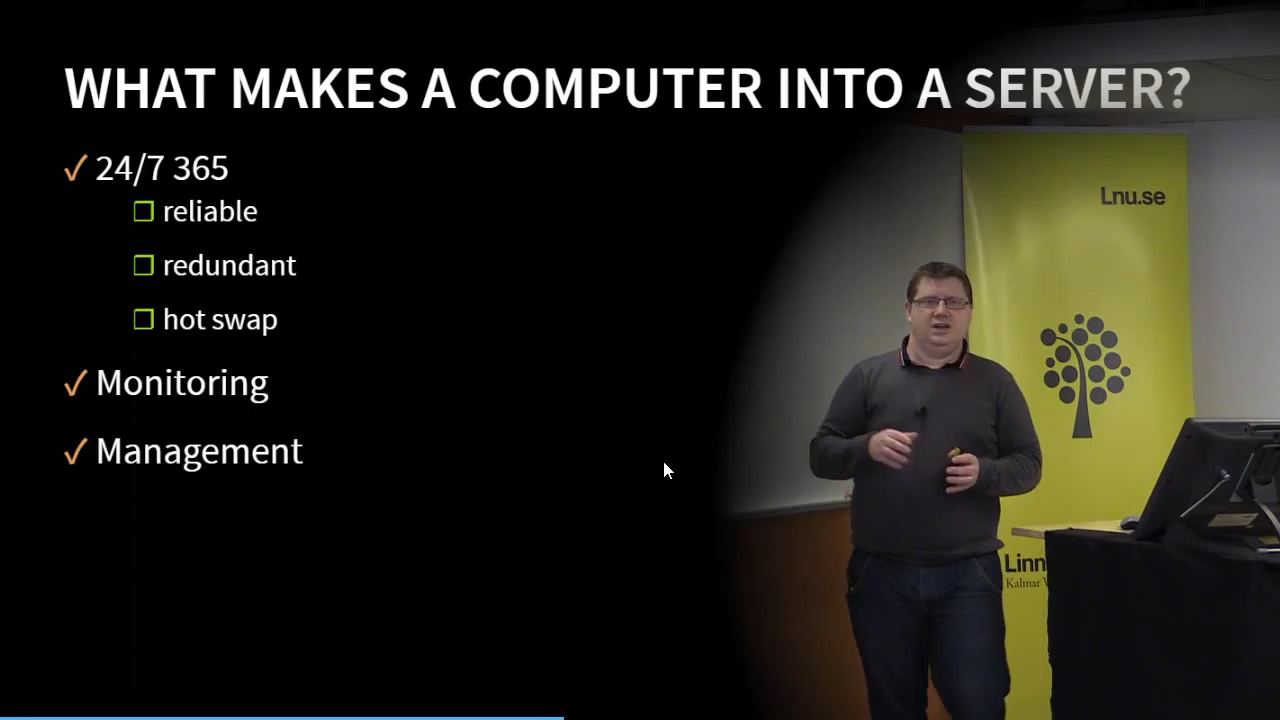 WHAT MAKES A COMPUTER INTO A SERVER?
✓ 24/7 365
❒ reliable
❒ redundant
❒ hot swap
✓ Monitoring
✓ Management
Lnu.se
Linn
Kalmar